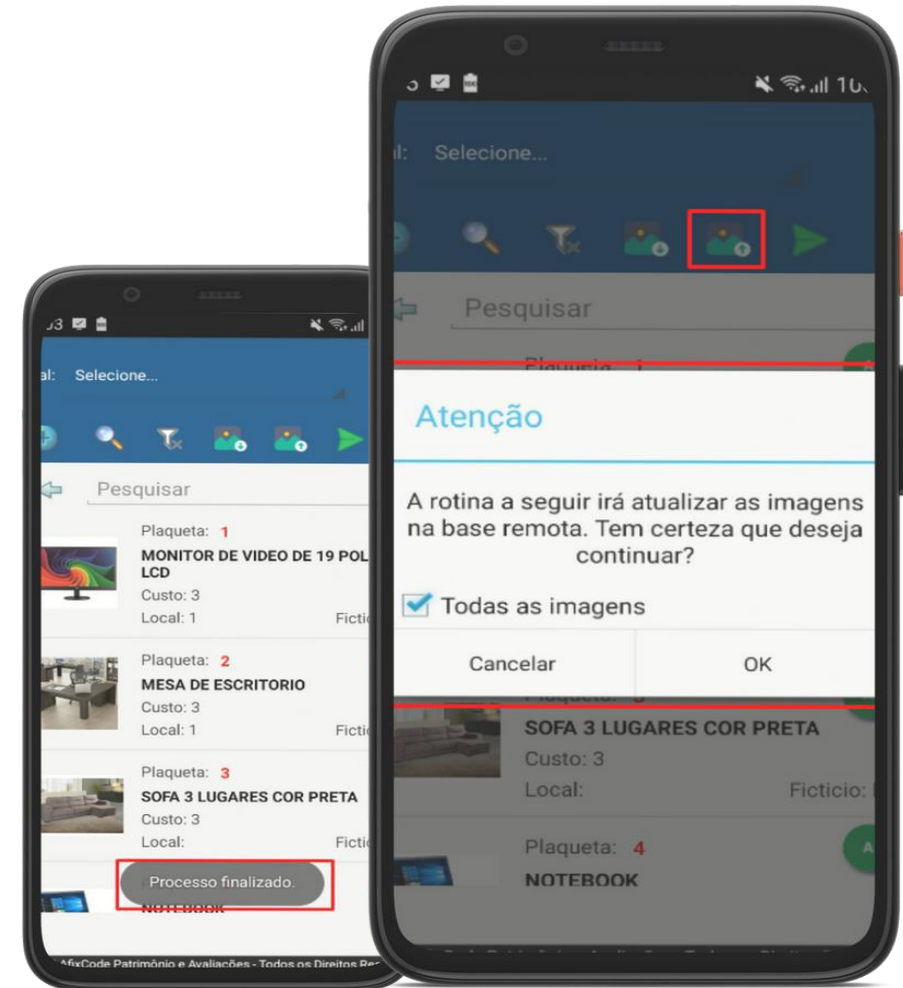 Selecione...
Pesquisar
Plaqueta: 1
MONITOR DE VIDEO DE 19 POL
LCD
Custo: 3
Local: 1
Plaqueta: 2
MESA DE ESCRITORIO
Custo: 3
Local: 1
Plaqueta: 3
SOFA 3 LUGARES COR PRETA
Custo: 3
Local:
Processo finalizado.
NOTEBOOK
AfixCode Patrimônio e Avaliações - Todos os Direitos
Selecione...
Pesquisar
Atenção
A rotina a seguir irá atualizar as imagens
na base remota. Tem certeza que deseja
continuar?
Todas as imagens
Cancelar OK
SOFA 3 LUGARES COR PRETA
Custo: 3
Local: Ficticio:
Plaqueta: 4
NOTEBOOK